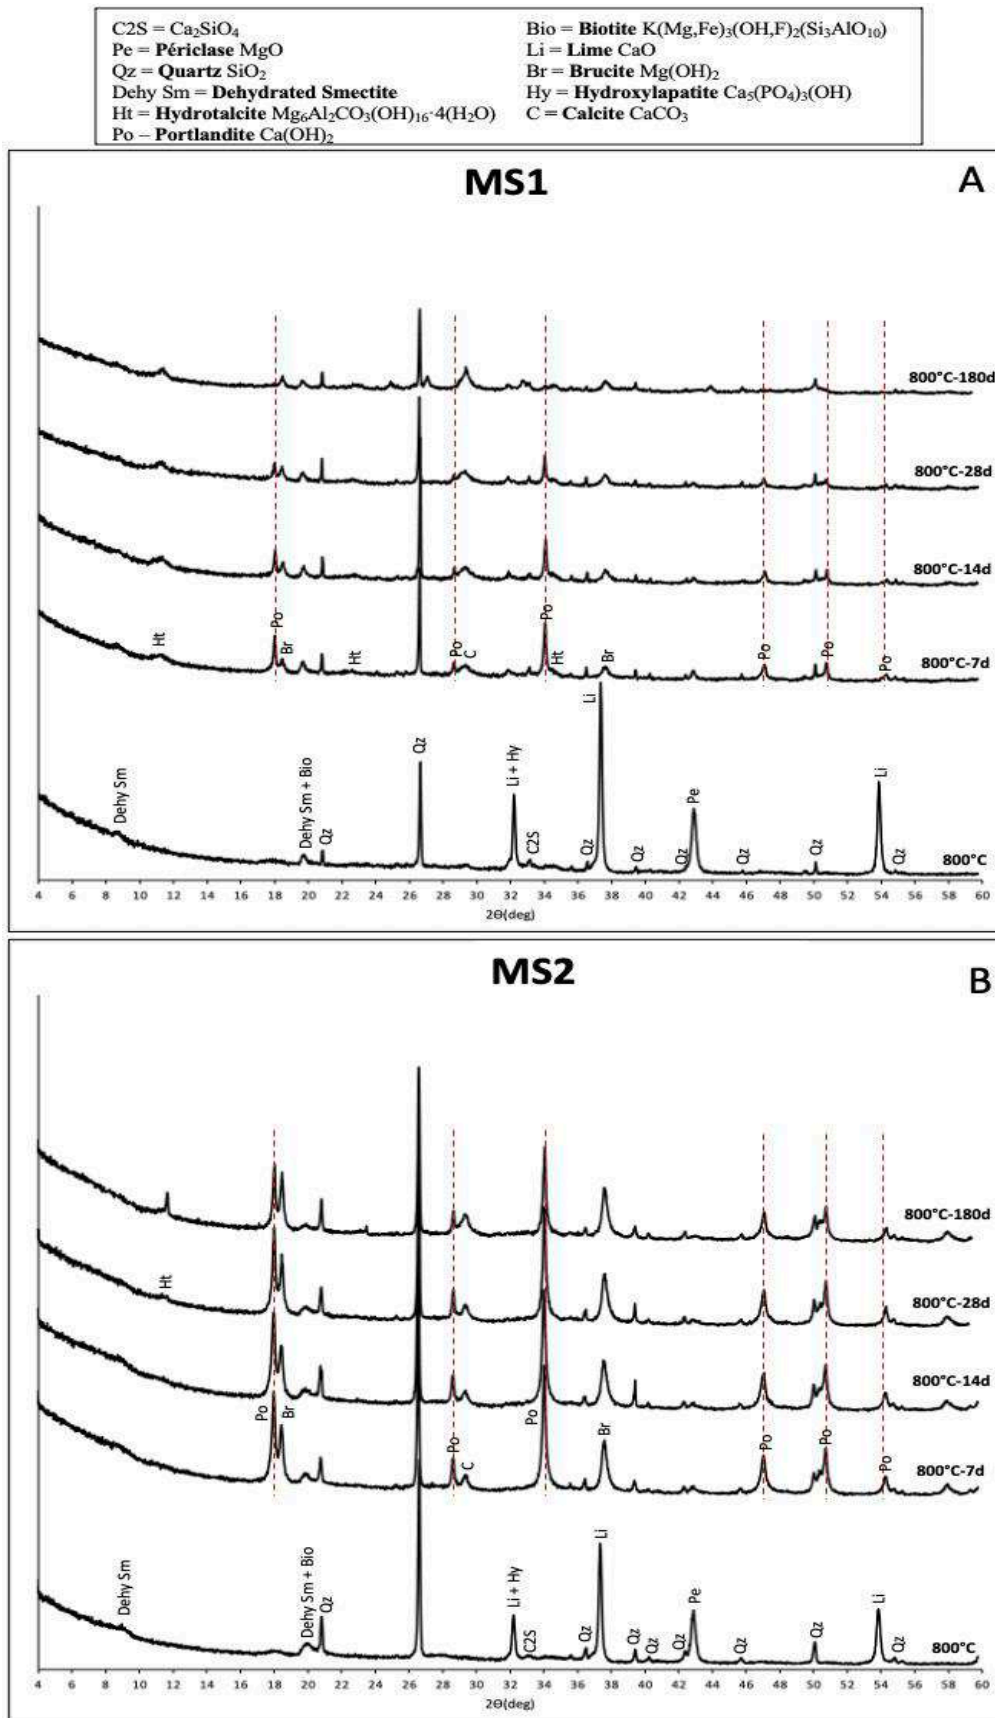 C2S = Ca₂SiO₄
Pe = Périclase MgO
Qz = Quartz SiO₂
Dehy Sm = Dehydrated Smectite
Ht = Hydrotalcite Mg₆Al₂CO₃(OH)₁₆·4(H₂O)
Po – Portlandite Ca(OH)₂
Bio = Biotite K(Mg,Fe)₃(OH,F)₂(Si₃AlO₁₀)
Li = Lime CaO
Br = Brucite Mg(OH)₂
Hy = Hydroxylapatite Ca₅(PO₄)₃(OH)
C = Calcite CaCO₃
MS1
A
800°C-180d
800°C-28d
800°C-14d
Ht
Po
Br
Ht
Po
C
Po
Ht
Br
Po
Po
Po
800°C-7d
Dehy Sm
Dehy Sm + Bio
Qz
Qz
Li + Hy
C2S
Qz
Li
Qz
Qz
Pe
Qz
Qz
Li
Qz
800°C
4 6 8 10 12 14 16 18 20 22 24 26 28 30 32 34 36 38 40 42 44 46 48 50 52 54 56 58 60
2Θ(deg)
MS2
B
800°C-180d
Ht
800°C-28d
800°C-14d
Po
Br
Po
C
Po
Br
Po
Po
Po
800°C-7d
Dehy Sm
Dehy Sm + Bio
Qz
Li + Hy
C2S
Qz
Li
Qz
Qz
Qz
Pe
Qz
Qz
Li
Qz
800°C
4 6 8 10 12 14 16 18 20 22 24 26 28 30 32 34 36 38 40 42 44 46 48 50 52 54 56 58 60
2Θ(deg)